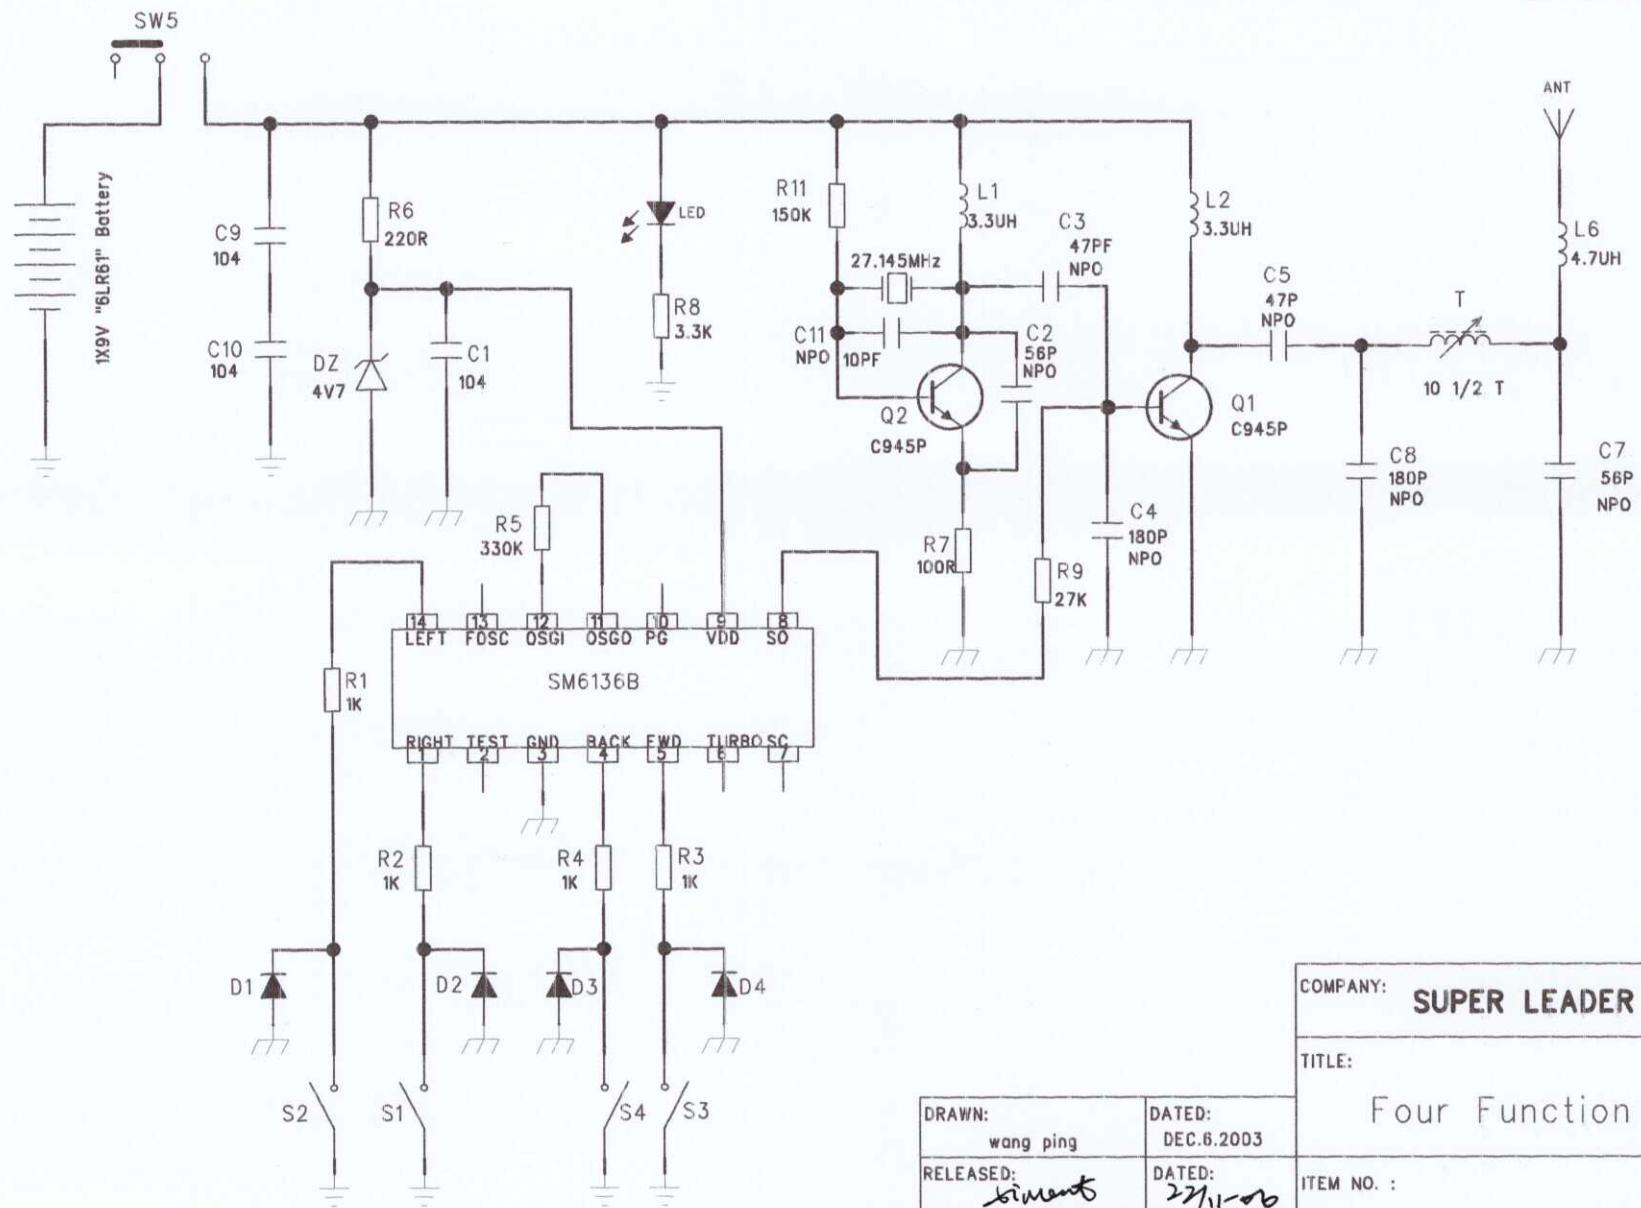 SW5
ANT
1X9V "6LR61" Battery
C9
104
C10
104
R6
220R
DZ
4V7
C1
104
LED
R8
3.3K
R11
150K
L1
3.3UH
27.145MHz
C3
47PF
NPO
C11
NPO
10PF
C2
56P
NPO
Q2
C945P
L2
3.3UH
C5
47P
NPO
T
10 1/2 T
L6
4.7UH
Q1
C945P
C8
180P
NPO
C7
56P
NPO
R7
100R
C4
180P
NPO
R9
27K
R5
330K
R1
1K
14 13 12 11 10 9 8
LEFT FOSC OSGI OSGO PG VDD SO
SM6136B
RIGHT TEST GND BACK FWD TURBO SC
1 2 3 4 5 6 7
R2
1K
R4
1K
R3
1K
D1
D2
D3
D4
S2
S1
S4
S3
COMPANY: SUPER LEADER
TITLE:
Four Function
DRAWN:
wang ping
DATED:
DEC.6.2003
RELEASED:
DATED:
ITEM NO. :